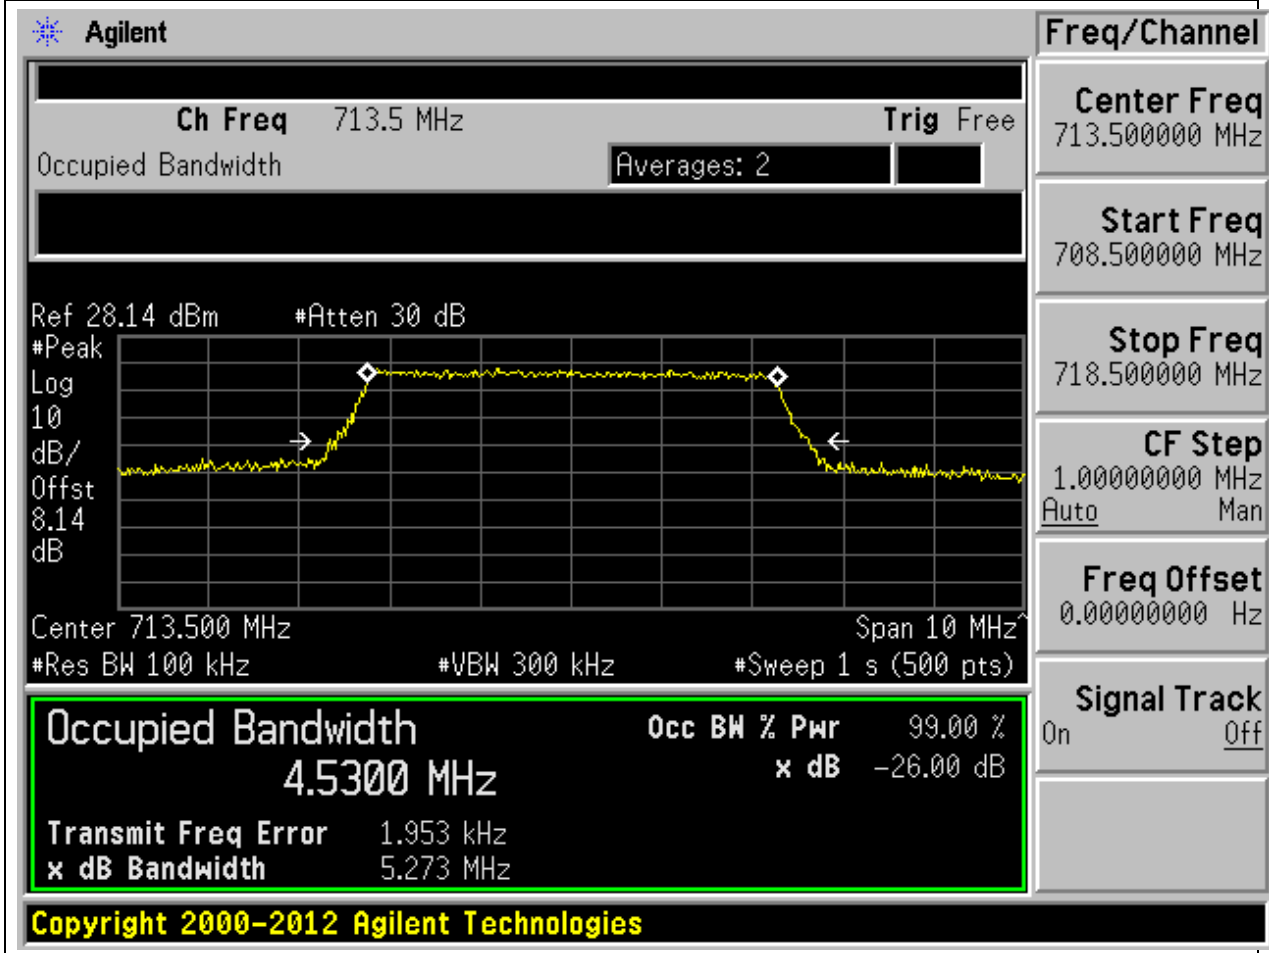 Agilent
Freq/Channel
Ch Freq 713.5 MHz Trig Free
Occupied Bandwidth Averages: 2
Ref 28.14 dBm #Atten 30 dB
#Peak
Log
10
dB/
Offst
8.14
dB
Center 713.500 MHz Span 10 MHz^
#Res BW 100 kHz #VBW 300 kHz #Sweep 1 s (500 pts)
Occupied Bandwidth Occ BW % Pwr 99.00 %
4.5300 MHz x dB -26.00 dB
Transmit Freq Error 1.953 kHz
x dB Bandwidth 5.273 MHz
Copyright 2000-2012 Agilent Technologies
Center Freq
713.500000 MHz
Start Freq
708.500000 MHz
Stop Freq
718.500000 MHz
CF Step
1.00000000 MHz
Auto Man
Freq Offset
0.00000000 Hz
Signal Track
On Off